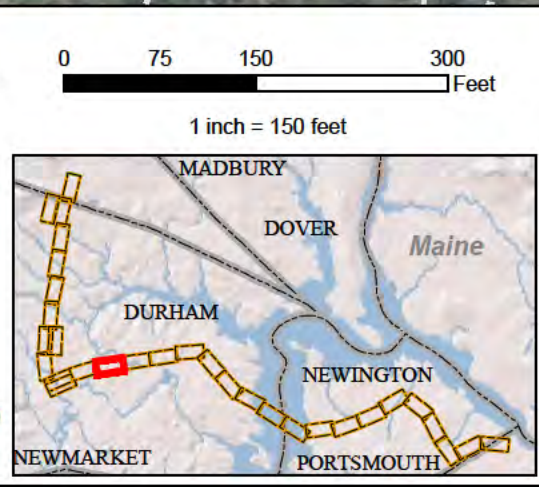 0 75 150 300
Feet
1 inch = 150 feet
MADBURY
DOVER
Maine
DURHAM
NEWINGTON
NEWMARKET
PORTSMOUTH